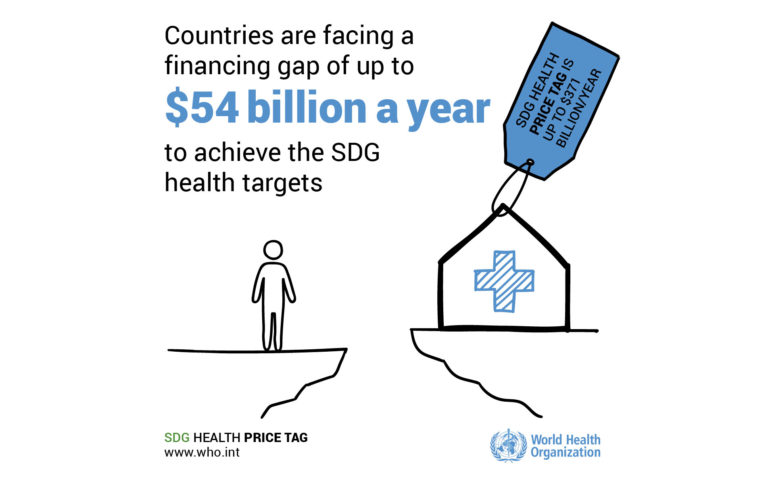 Countries are facing a
financing gap of up to
$54 billion a year
to achieve the SDG
health targets
SDG HEALTH
PRICE TAG IS
UP TO $371
BILLION/YEAR
SDG HEALTH PRICE TAG
www.who.int
World Health
Organization